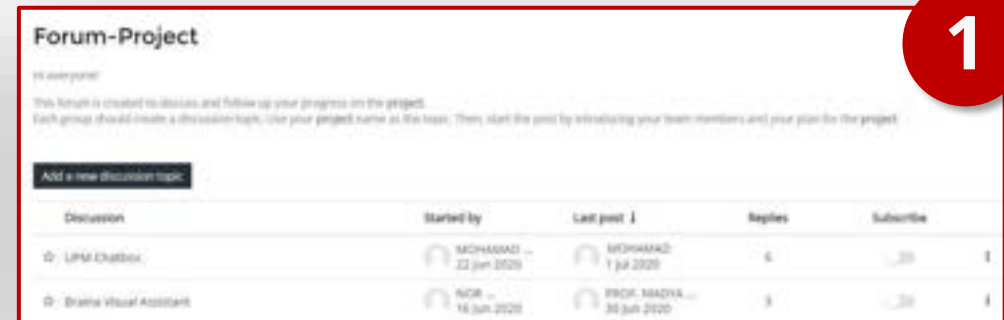 Forum-Project
1
Hi everyone!
This forum is created to discuss and follow up your progress on the project.
Each group should create a discussion topic. Use your project name as the topic. Then, start the post by introducing your team members and your plan for the project.
Add a new discussion topic
Discussion Started by Last post ↓ Replies Subscribe
UPM Chatbox MOHAMAD ... MOHAMAD 6
22 Jun 2020 1 Jul 2020
Visual Assistant NOR ... PROF. MADYA ... 3
16 Jun 2020 30 Jun 2020